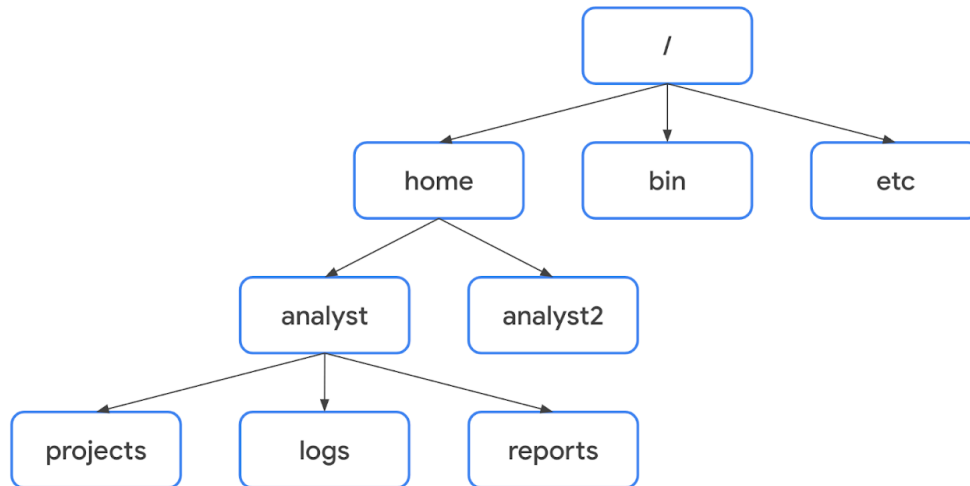 /
home
bin
etc
analyst
analyst2
projects
logs
reports